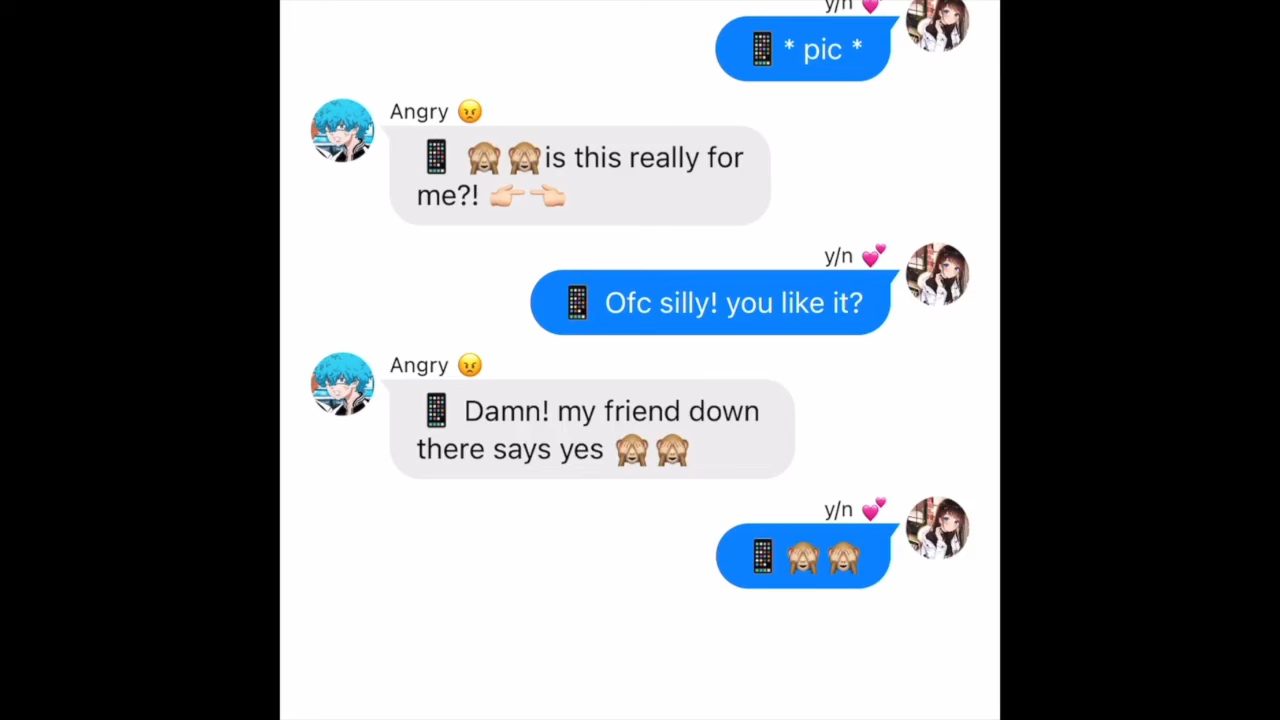 y/n 💕
📱* pic *
Angry 😠
📱 🙈🙈is this really for
me?! 👉🏻👈🏻
y/n 💕
📱 Ofc silly! you like it?
Angry 😠
📱 Damn! my friend down
there says yes 🙈🙈
y/n 💕
📱🙈🙈